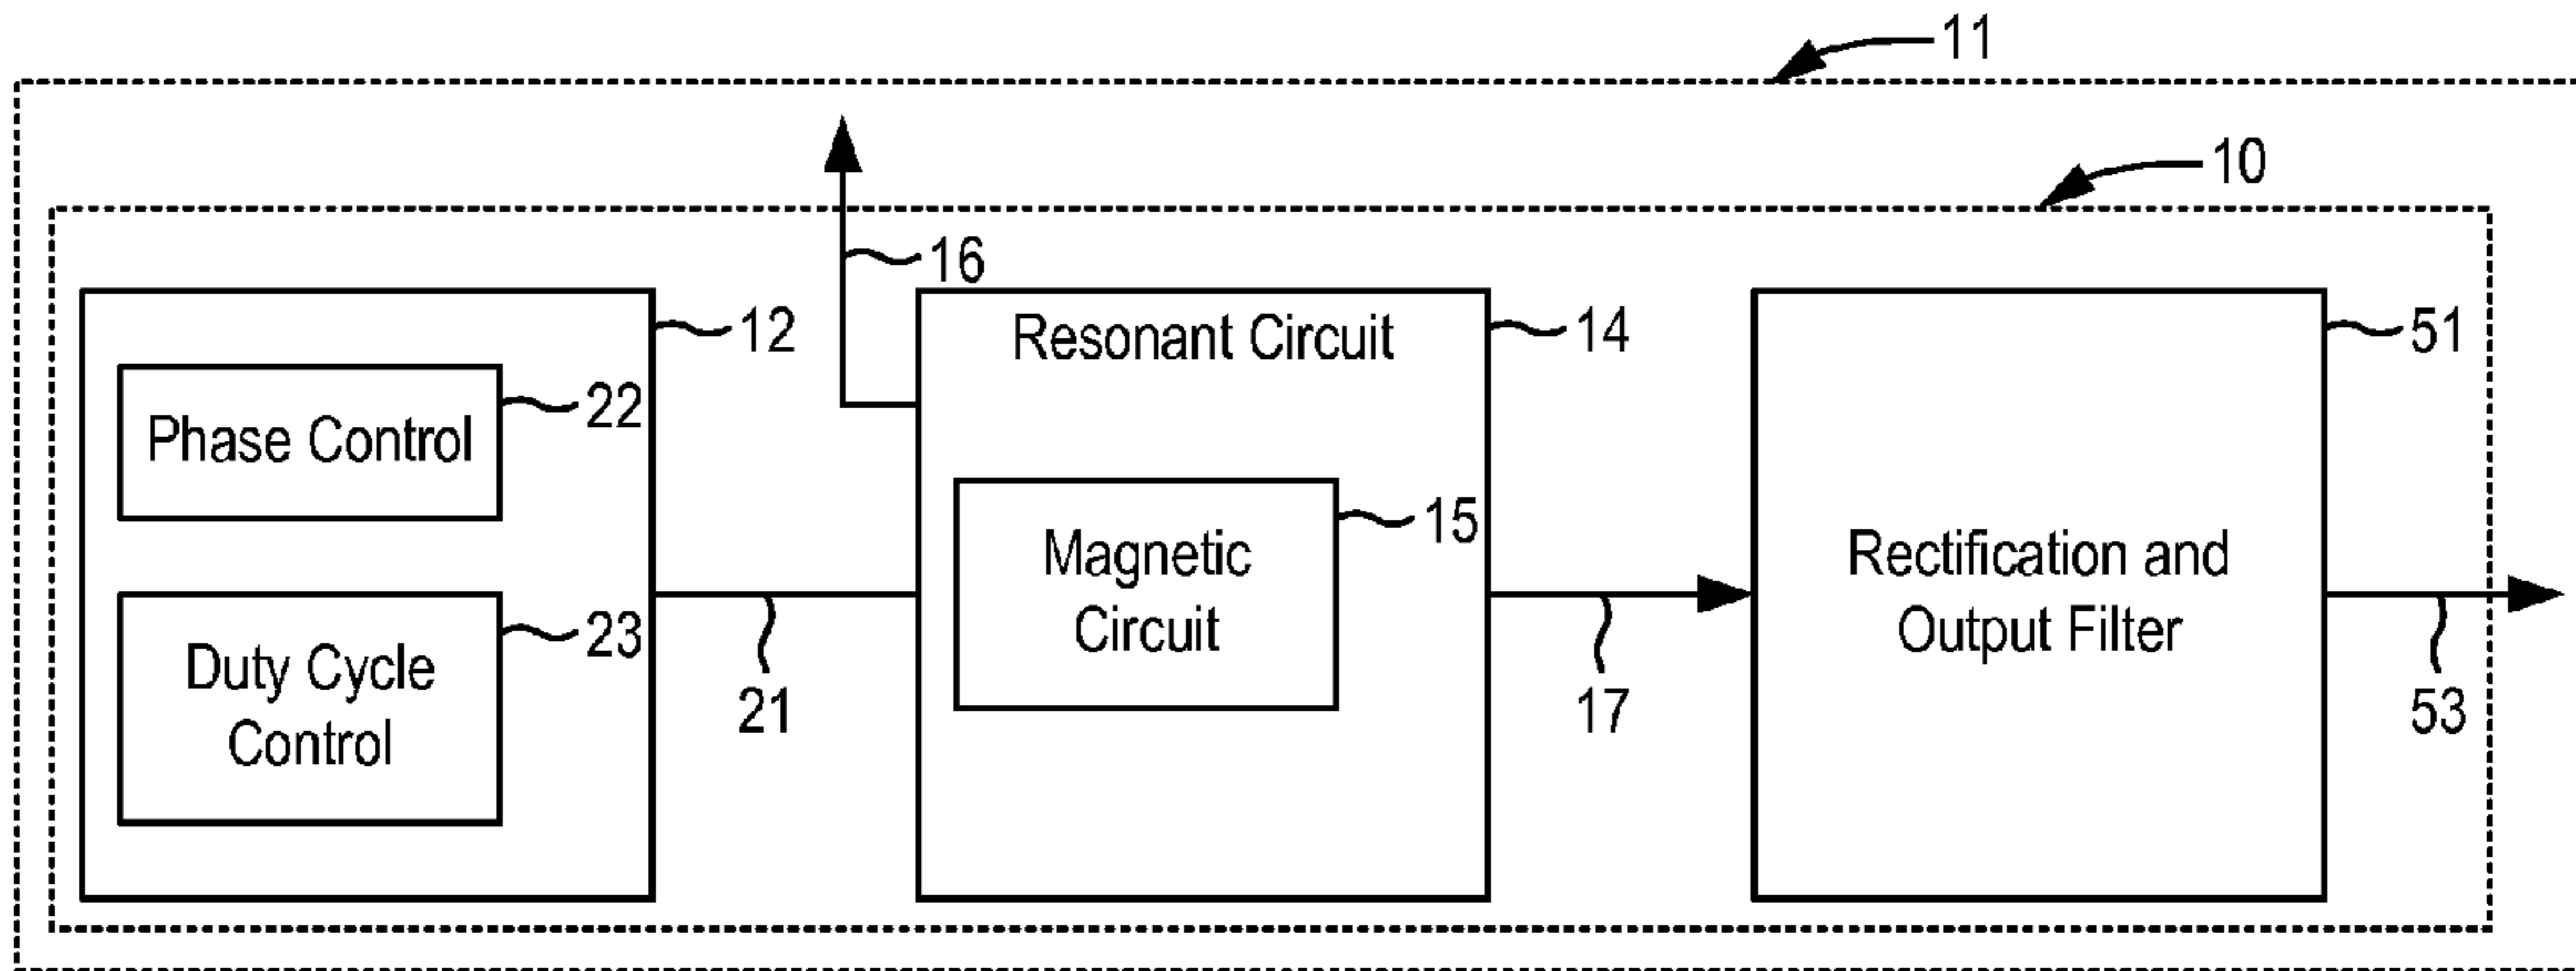 11
10
16
12
Resonant Circuit
14
51
22
Phase Control
15
Magnetic
Circuit
Rectification and
Output Filter
23
Duty Cycle
Control
21
17
53